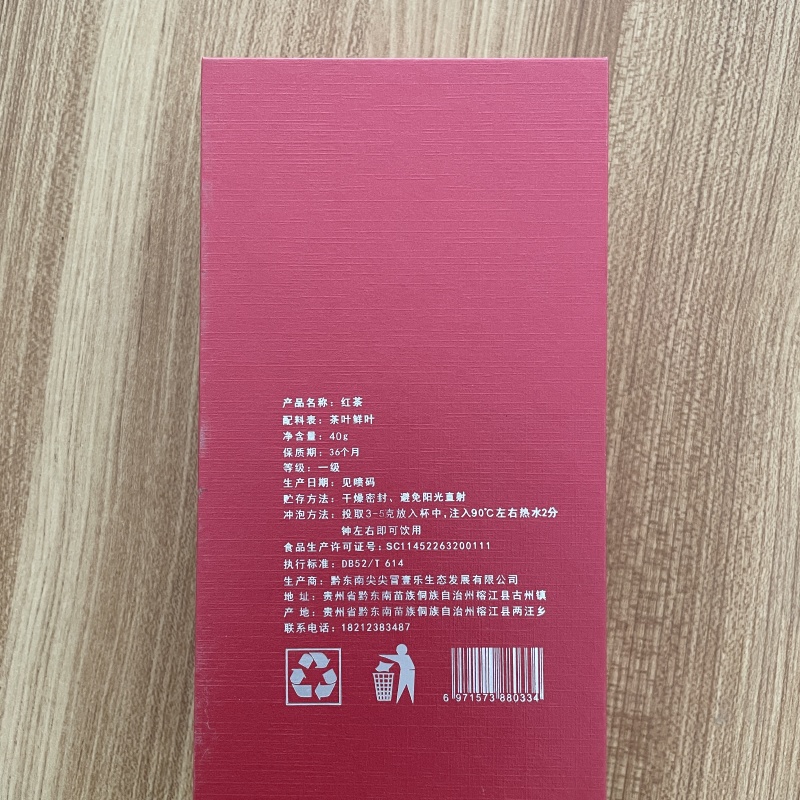 产品名称：红茶
配料表：茶叶鲜叶
净含量：40g
保质期：36个月
等级：一级
生产日期：见喷码
贮存方法：干燥密封、避免阳光直射
冲泡方法：投取3-5克放入杯中，注入90℃左右热水2分
钟左右即可饮用
食品生产许可证号：SC11452263200111
执行标准：DB52/T 614
生产商：黔东南尖尖冒壹乐生态发展有限公司
地 址：贵州省黔东南苗族侗族自治州榕江县古州镇
产 地：贵州省黔东南苗族侗族自治州榕江县两汪乡
联系电话：18212383487
6 971573 880334